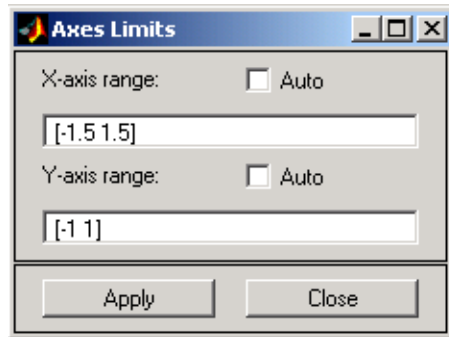 Axes Limits
X-axis range: Auto
[-1.5 1.5]
Y-axis range: Auto
[-1 1]
Apply Close